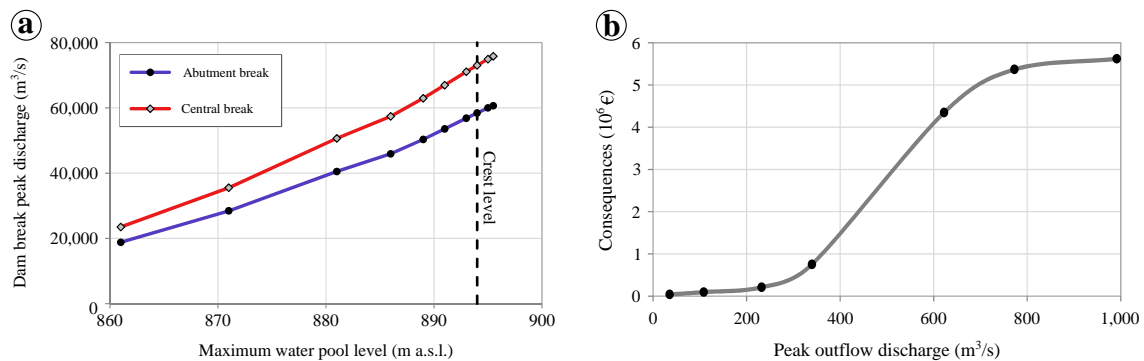 a
80,000
60,000
40,000
20,000
0
860
870
880
890
900
Dam break peak discharge (m³/s)
Maximum water pool level (m a.s.l.)
Abutment break
Central break
Crest level
b
6
5
4
3
2
1
0
0
200
400
600
800
1,000
Consequences (10⁶ €)
Peak outflow discharge (m³/s)